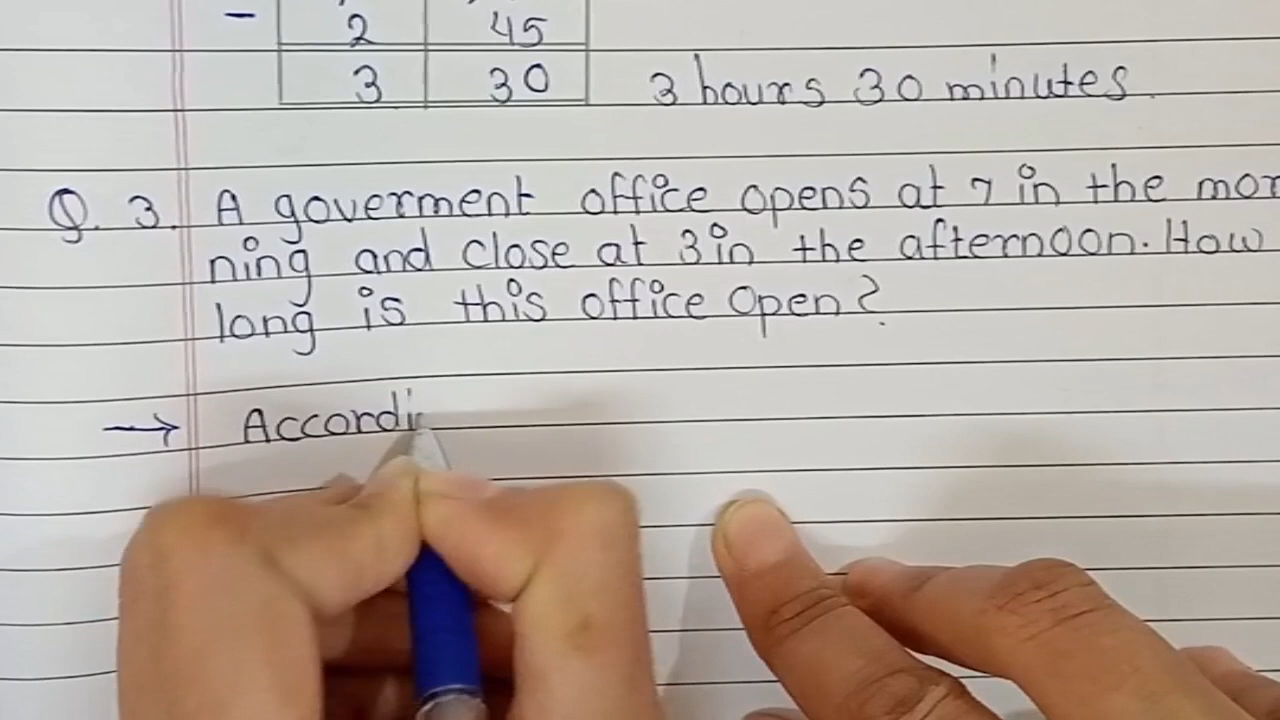 - 2 45
3 30 3 hours 30 minutes.
Q. 3. A goverment office opens at 7 in the mor
ning and close at 3 in the afternoon. How
long is this office open?
→ Accordi